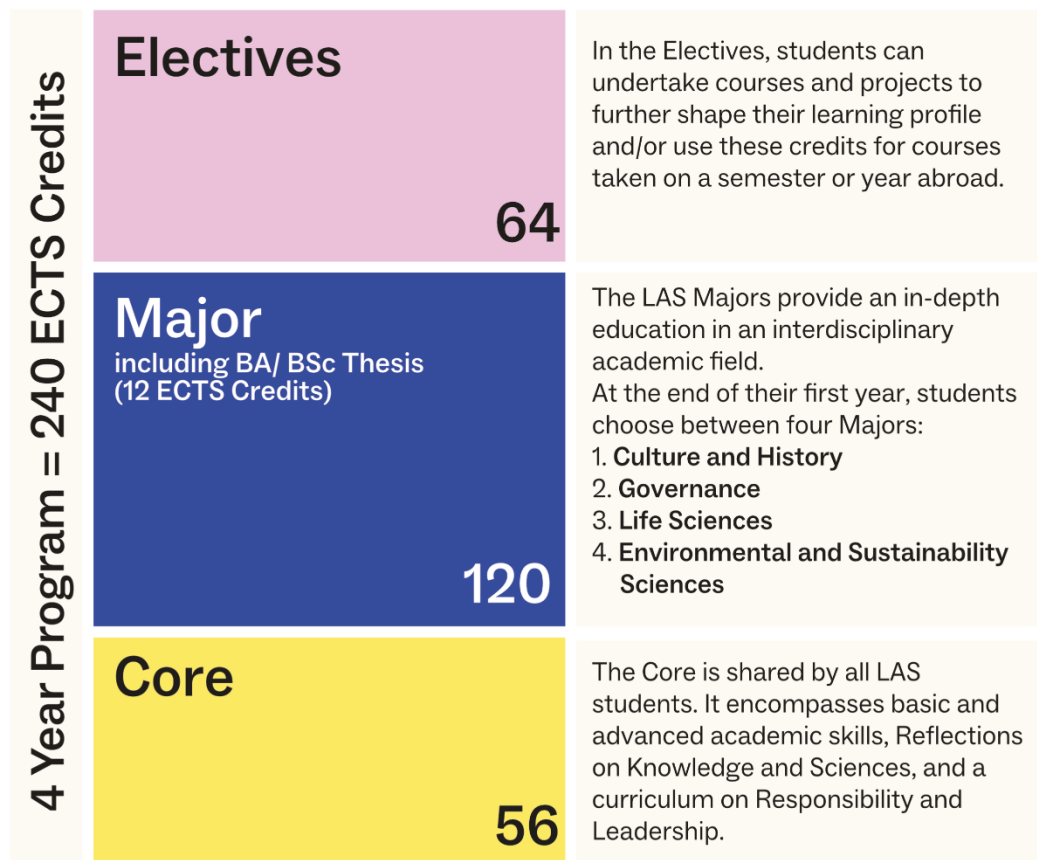 4 Year Program = 240 ECTS Credits
Electives
64
In the Electives, students can
undertake courses and projects to
further shape their learning profile
and/or use these credits for courses
taken on a semester or year abroad.
Major
including BA/ BSc Thesis
(12 ECTS Credits)
120
The LAS Majors provide an in-depth
education in an interdisciplinary
academic field.
At the end of their first year, students
choose between four Majors:
1. Culture and History
2. Governance
3. Life Sciences
4. Environmental and Sustainability
Sciences
Core
56
The Core is shared by all LAS
students. It encompasses basic and
advanced academic skills, Reflections
on Knowledge and Sciences, and a
curriculum on Responsibility and
Leadership.